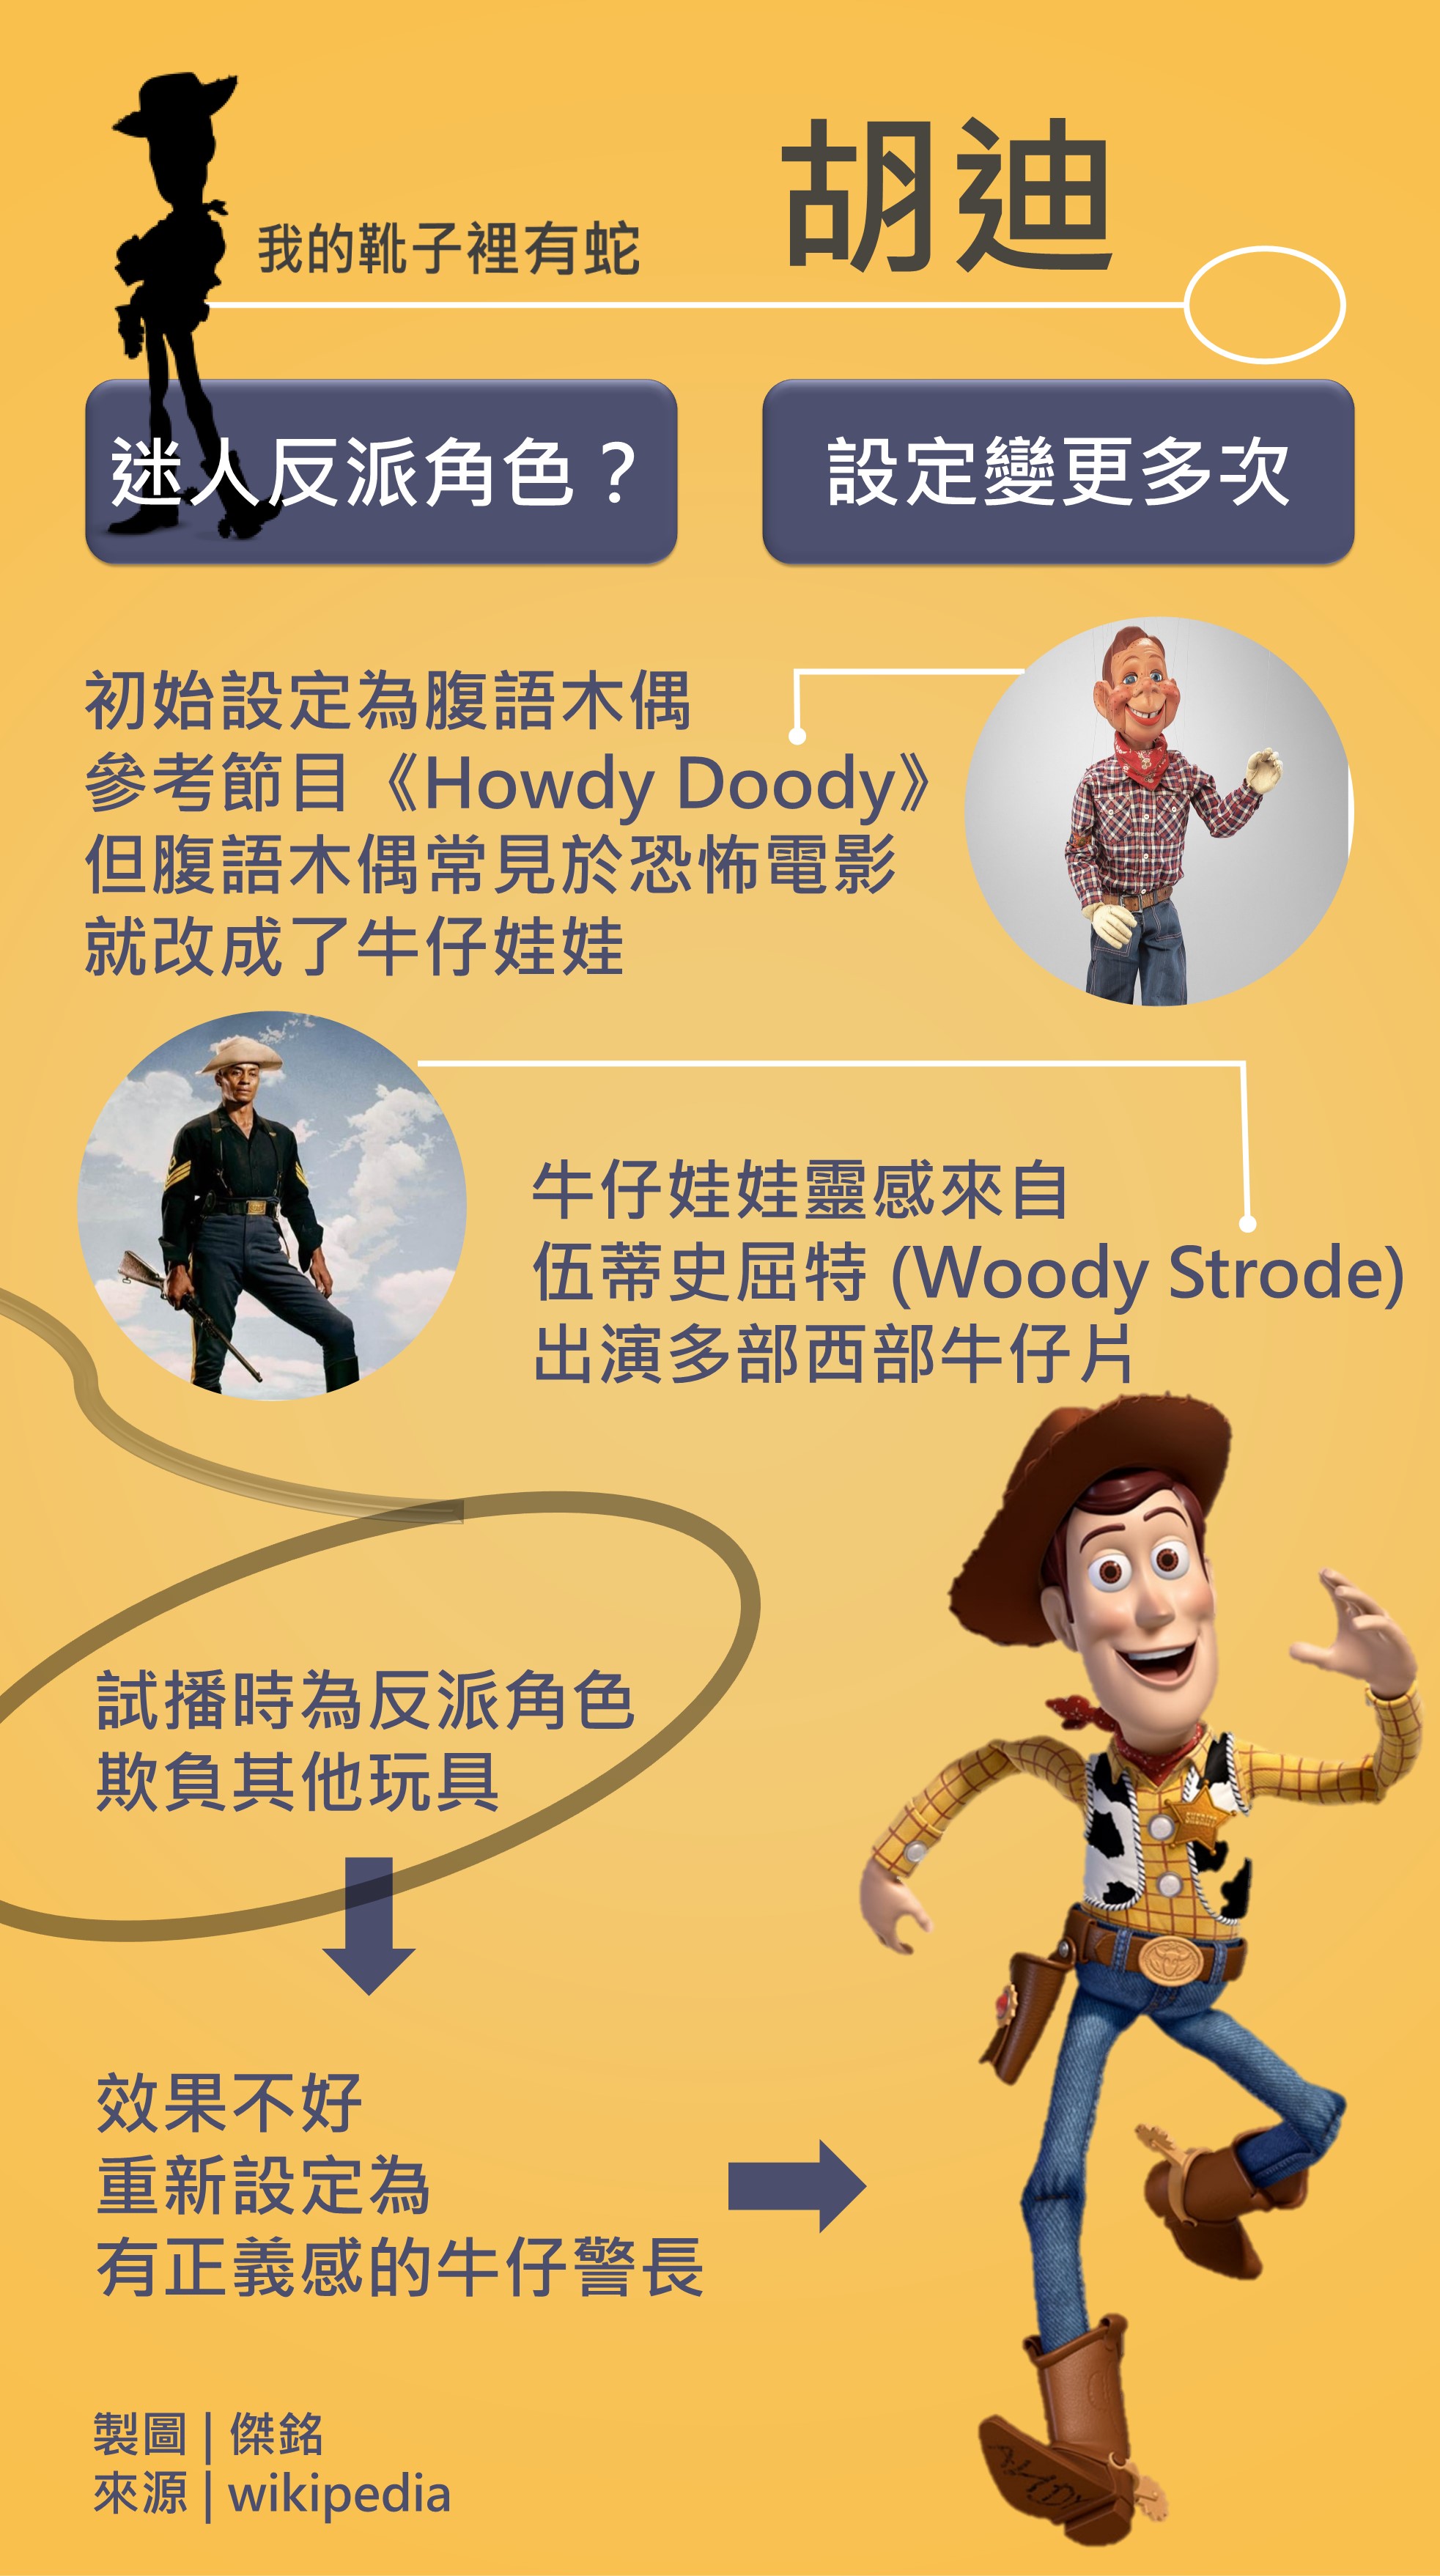 胡迪
我的靴子裡有蛇
迷人反派角色？
設定變更多次
初始設定為腹語木偶
參考節目《Howdy Doody》
但腹語木偶常見於恐怖電影
就改成了牛仔娃娃
牛仔娃娃靈感來自
伍蒂史屈特 (Woody Strode)
出演多部西部牛仔片
SHERIFF
試播時為反派角色
欺負其他玩具
效果不好
重新設定為
有正義感的牛仔警長
ANDY
製圖 | 傑銘
來源 | wikipedia